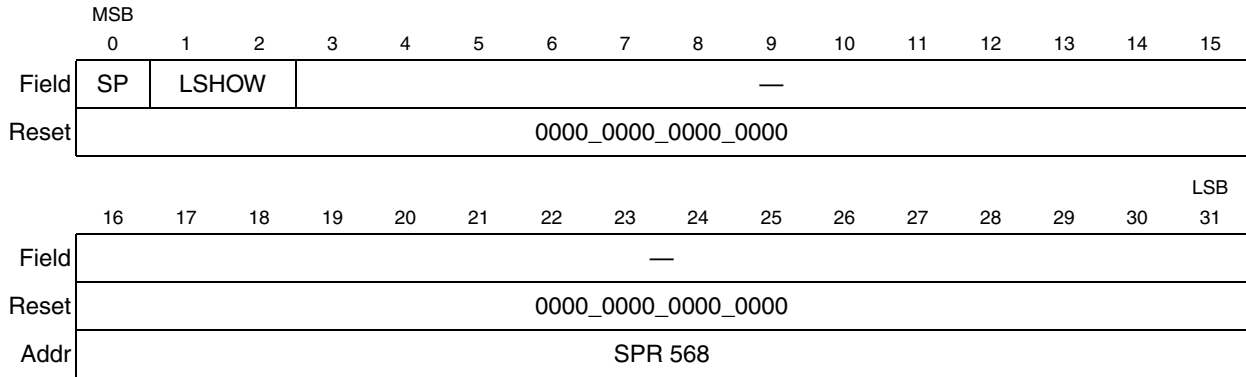 MSB
0 1 2 3 4 5 6 7 8 9 10 11 12 13 14 15
Field SP LSHOW —
Reset 0000_0000_0000_0000
LSB
16 17 18 19 20 21 22 23 24 25 26 27 28 29 30 31
Field —
Reset 0000_0000_0000_0000
Addr SPR 568